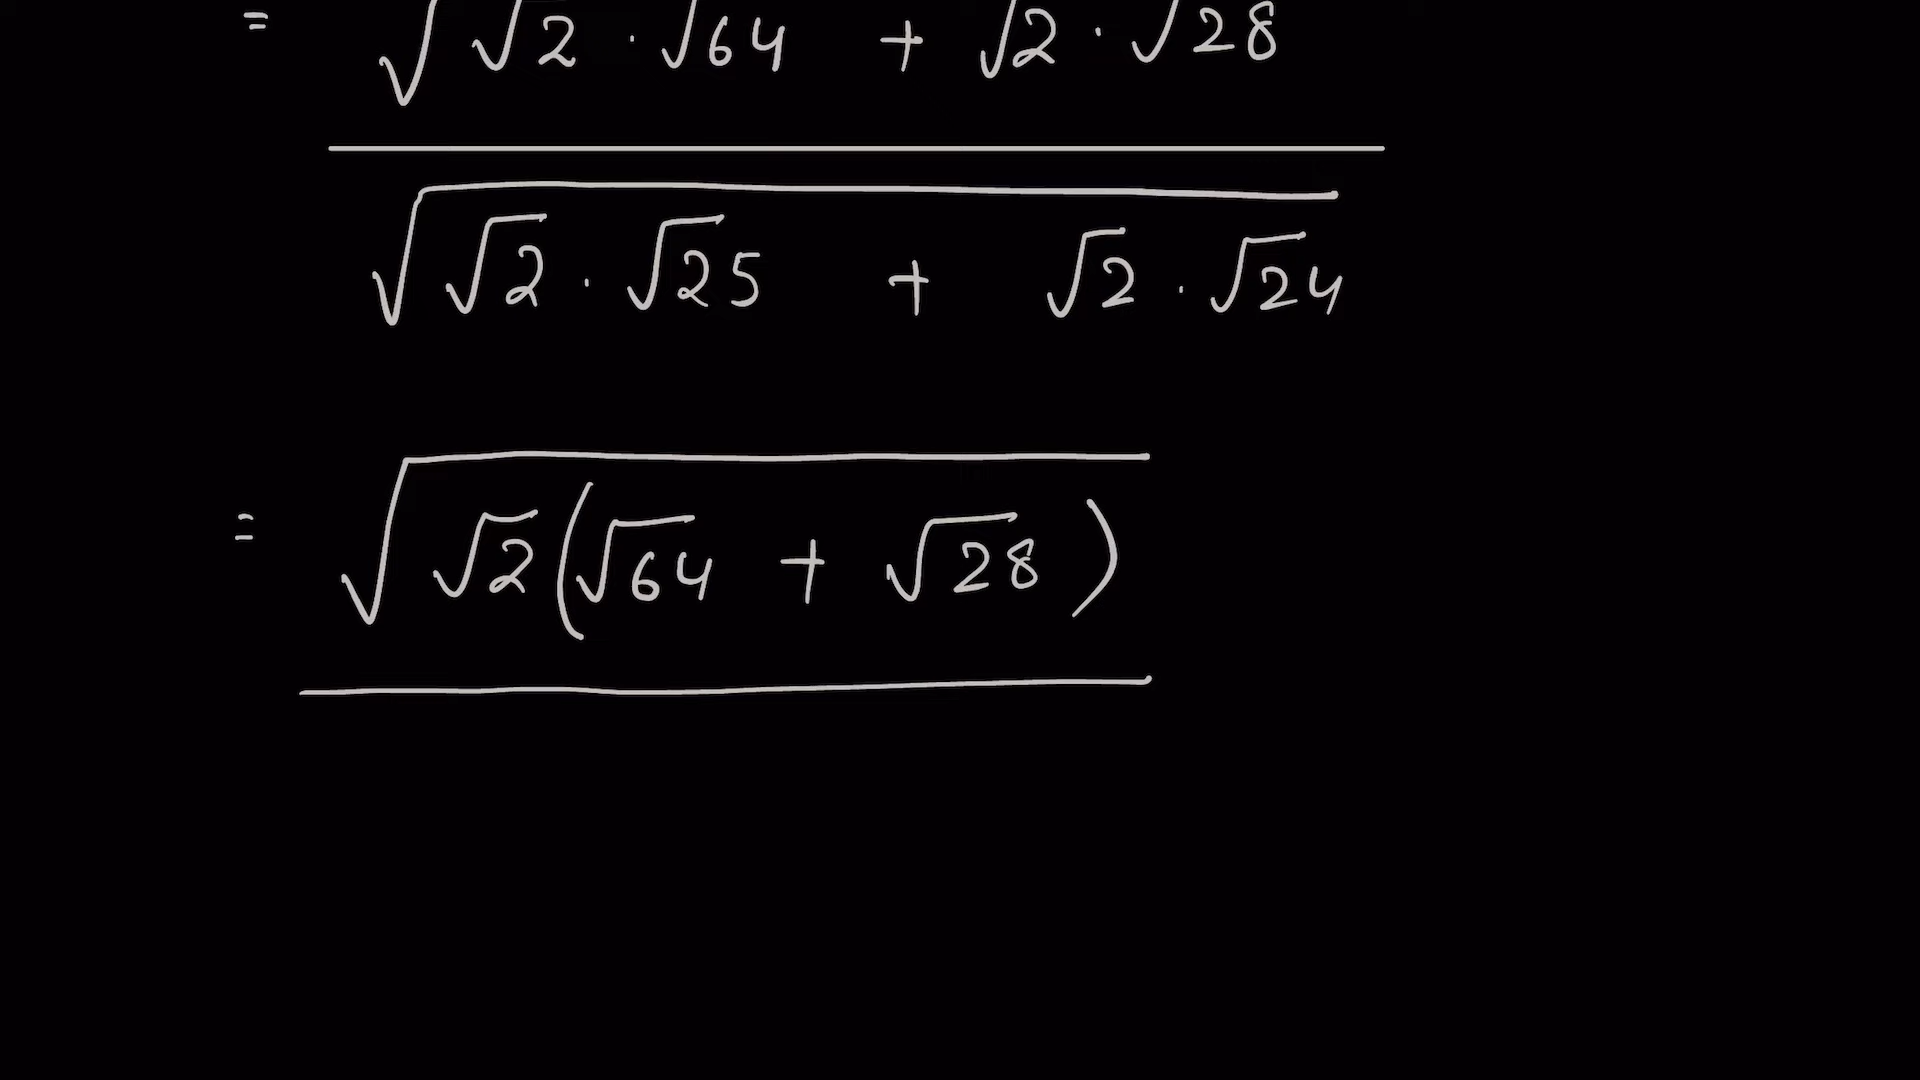 = √(√2 · √64 + √2 · √28)
√(√2 · √25 + √2 · √24)
= √(√2(√64 + √28))